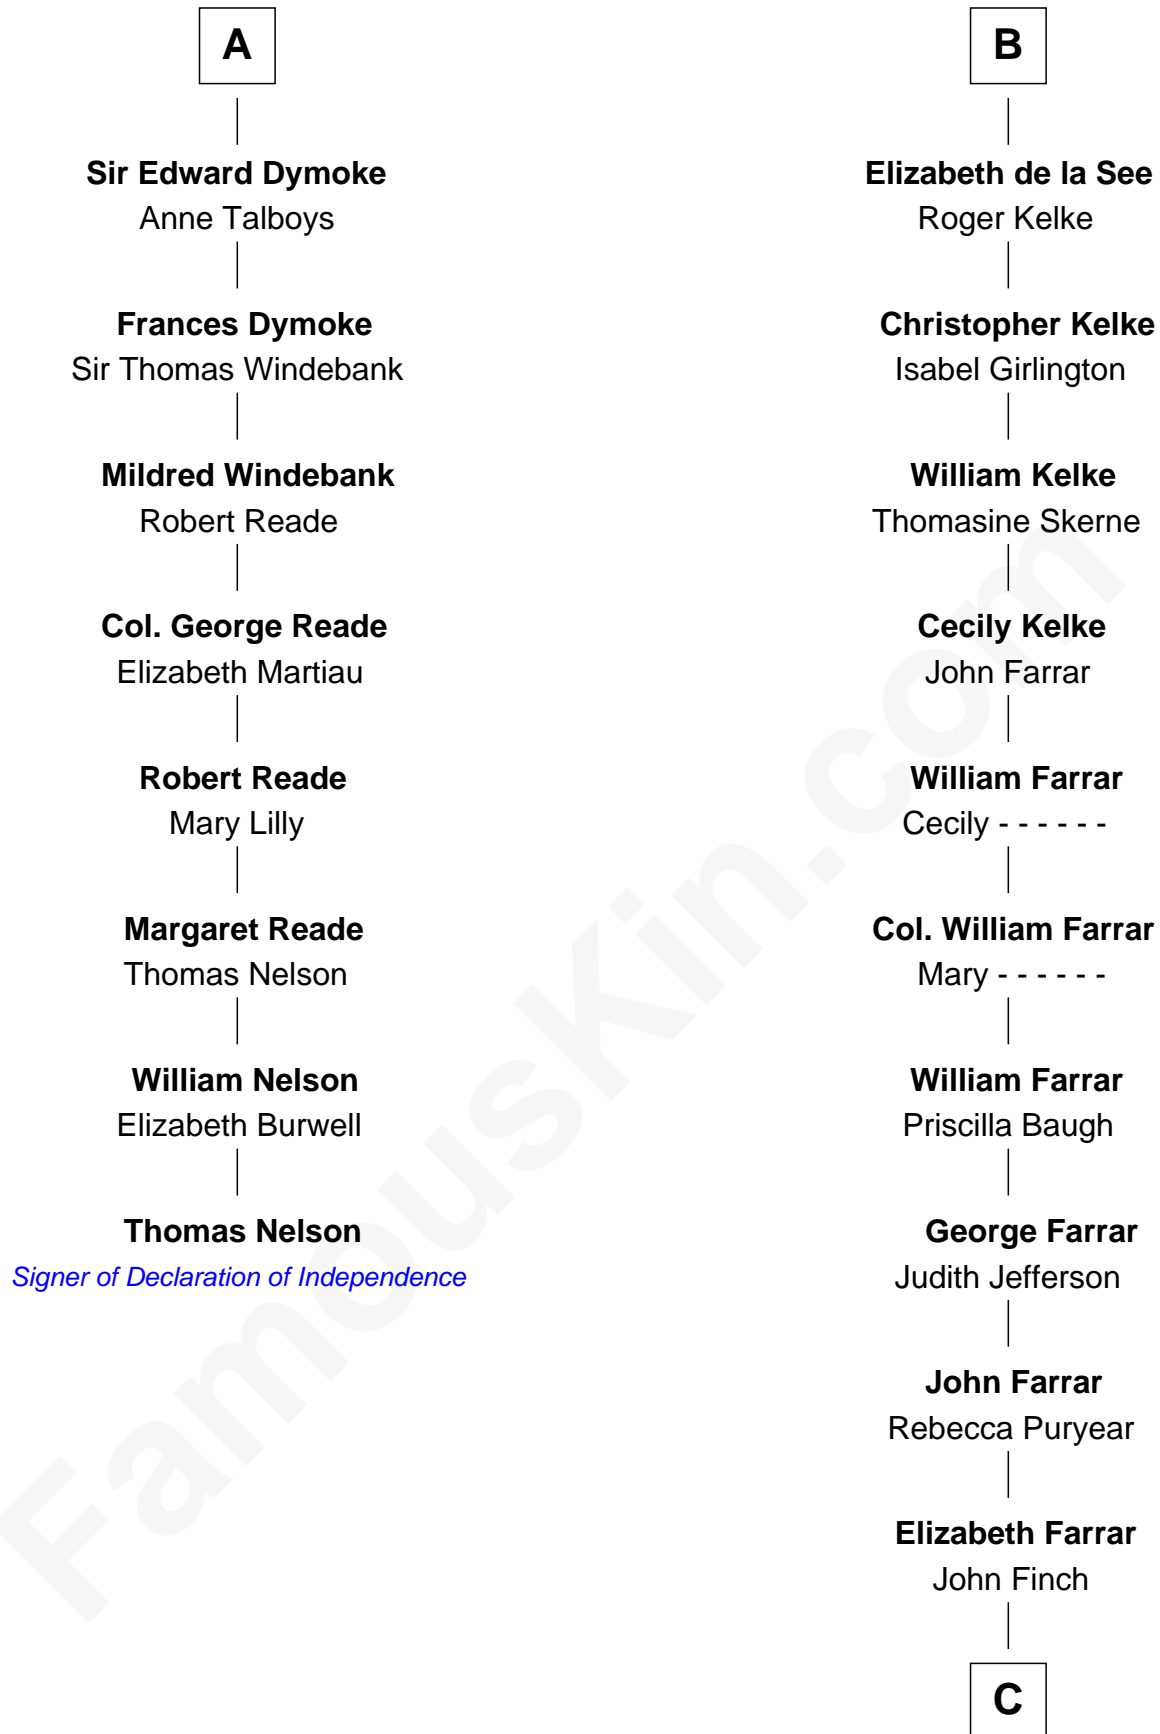 A
Sir Edward Dymoke
Anne Talboys
Frances Dymoke
Sir Thomas Windebank
Mildred Windebank
Robert Reade
Col. George Reade
Elizabeth Martiau
Robert Reade
Mary Lilly
Margaret Reade
Thomas Nelson
William Nelson
Elizabeth Burwell
Thomas Nelson
Signer of Declaration of Independence
B
Elizabeth de la See
Roger Kelke
Christopher Kelke
Isabel Girlington
William Kelke
Thomasine Skerne
Cecily Kelke
John Farrar
William Farrar
Cecily - - - - - -
Col. William Farrar
Mary - - - - - -
William Farrar
Priscilla Baugh
George Farrar
Judith Jefferson
John Farrar
Rebecca Puryear
Elizabeth Farrar
John Finch
C
FamousKin.com